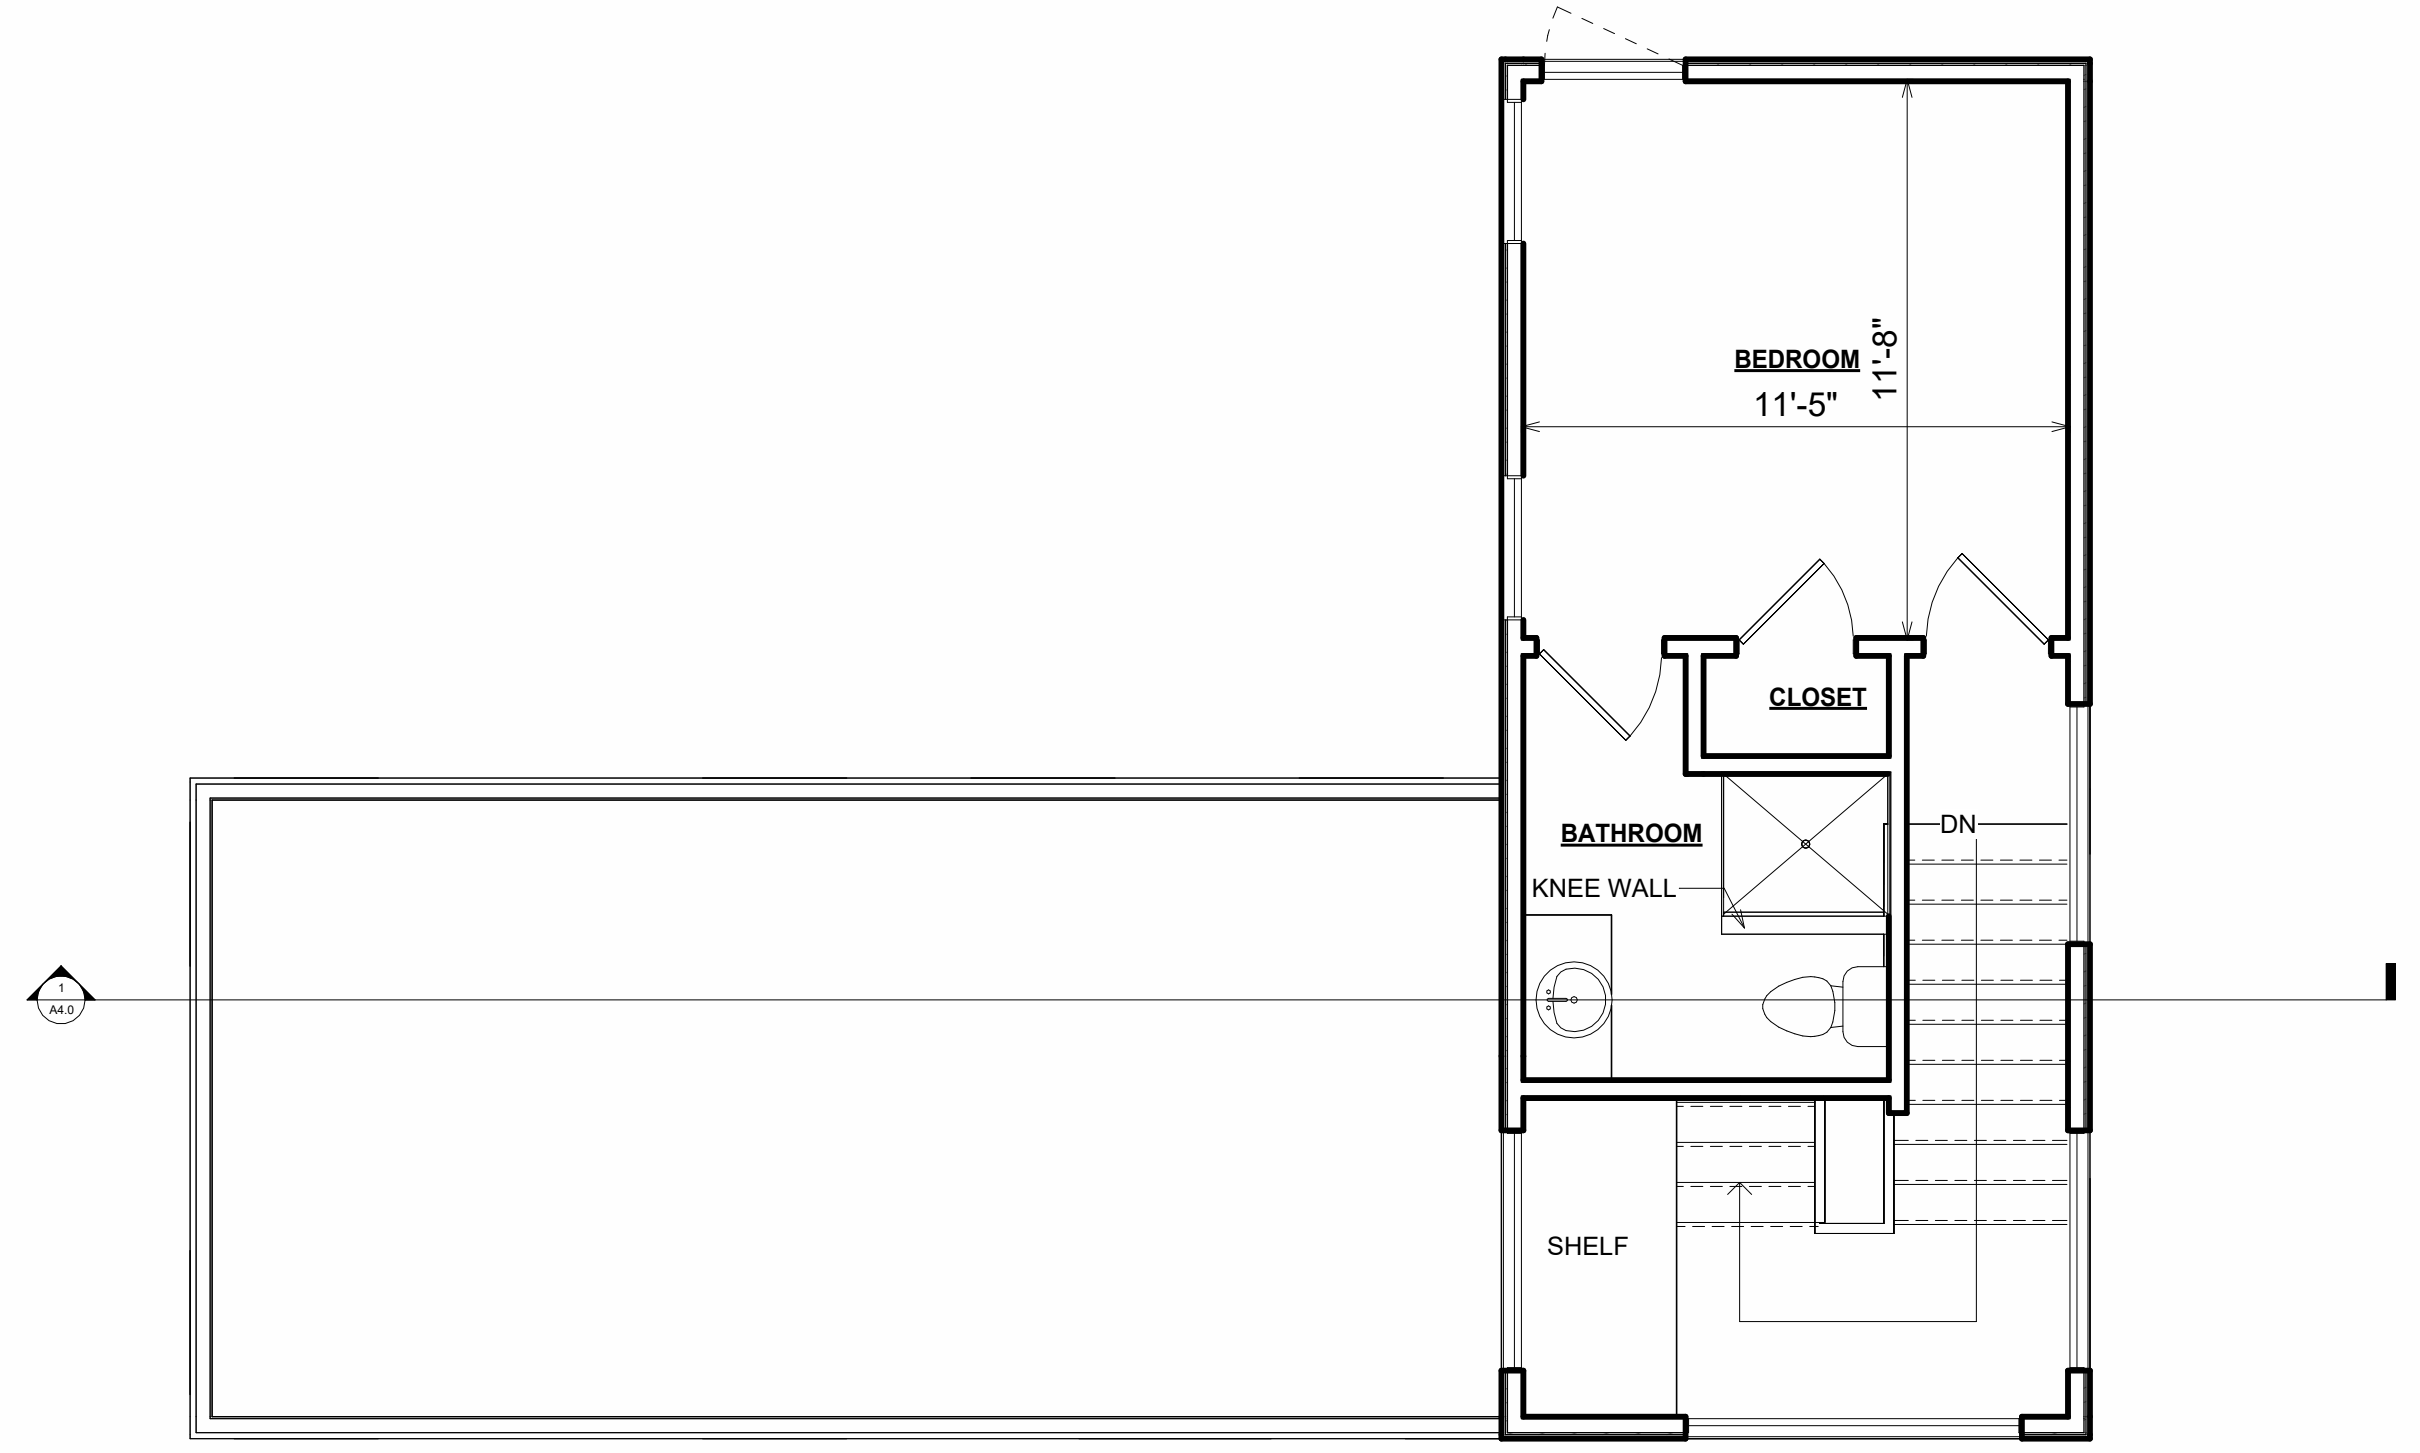 BEDROOM
11'-8"
11'-5"
CLOSET
BATHROOM
DN
KNEE WALL
1
A4.0
SHELF